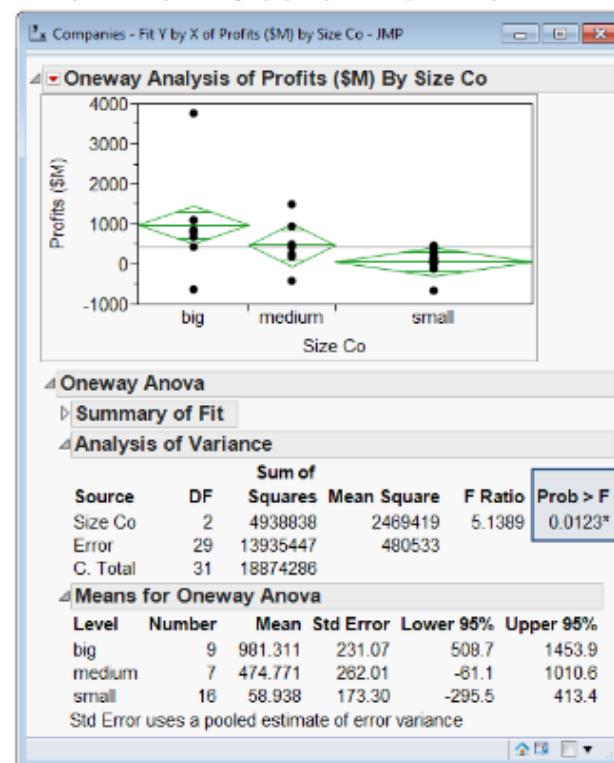 Companies - Fit Y by X of Profits ($M) by Size Co - JMP
Oneway Analysis of Profits ($M) By Size Co
4000
3000
2000
1000
0
-1000
Profits ($M)
big medium small
Size Co
Oneway Anova
Summary of Fit
Analysis of Variance
Sum of
Source DF Squares Mean Square F Ratio Prob > F
Size Co 2 4938838 2469419 5.1389 0.0123*
Error 29 13935447 480533
C. Total 31 18874286
Means for Oneway Anova
Level Number Mean Std Error Lower 95% Upper 95%
big 9 981.311 231.07 508.7 1453.9
medium 7 474.771 262.01 -61.1 1010.6
small 16 58.938 173.30 -295.5 413.4
Std Error uses a pooled estimate of error variance